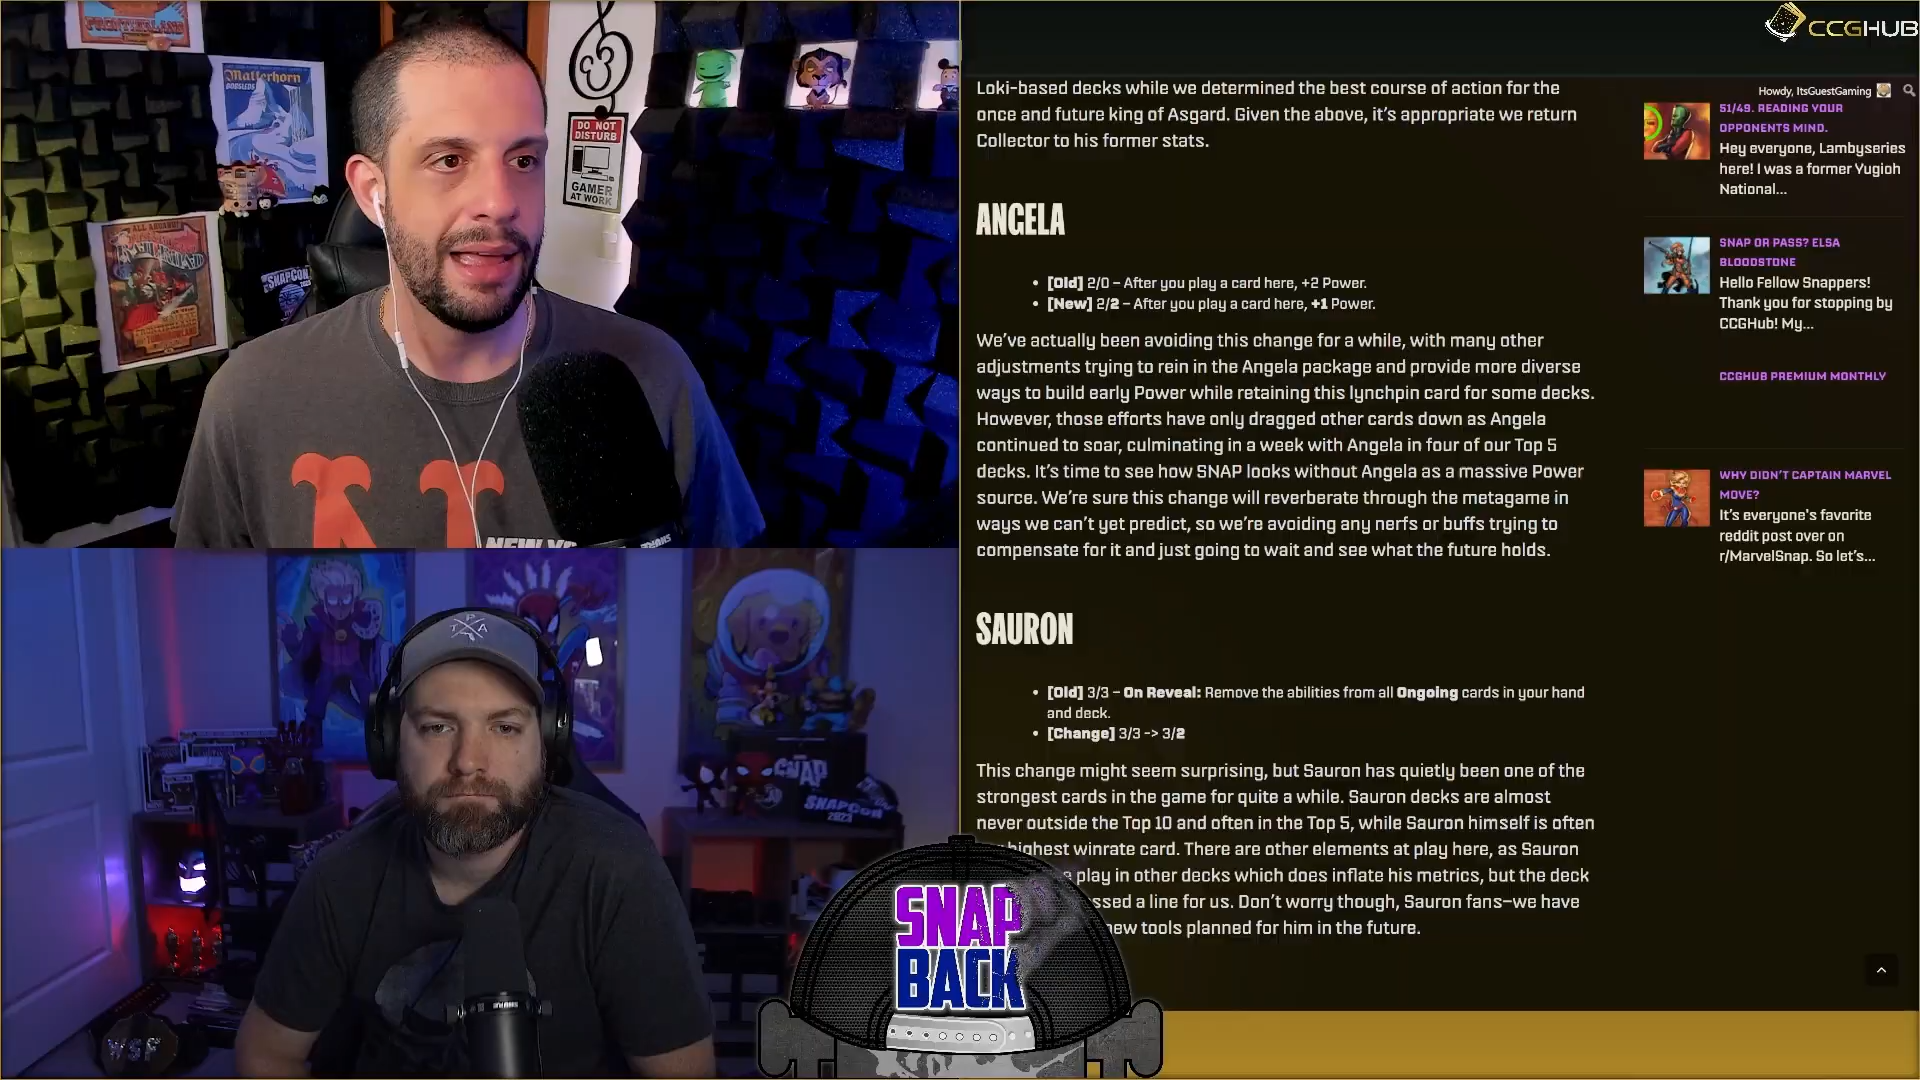 FRONTIERLAND
Matterhorn
BOBSLEDS
DO NOT
DISTURB
GAMER
AT WORK
ALL ABOARD!
SNAPCON
2023
CCGHUB
Howdy, ItsGuestGaming
Loki-based decks while we determined the best course of action for the
once and future king of Asgard. Given the above, it's appropriate we return
Collector to his former stats.
ANGELA
• [Old] 2/0 – After you play a card here, +2 Power.
• [New] 2/2 – After you play a card here, +1 Power.
We've actually been avoiding this change for a while, with many other
adjustments trying to rein in the Angela package and provide more diverse
ways to build early Power while retaining this lynchpin card for some decks.
However, those efforts have only dragged other cards down as Angela
continued to soar, culminating in a week with Angela in four of our Top 5
decks. It's time to see how SNAP looks without Angela as a massive Power
source. We're sure this change will reverberate through the metagame in
ways we can't yet predict, so we're avoiding any nerfs or buffs trying to
compensate for it and just going to wait and see what the future holds.
SAURON
• [Old] 3/3 – On Reveal: Remove the abilities from all Ongoing cards in your hand
and deck.
• [Change] 3/3 -> 3/2
This change might seem surprising, but Sauron has quietly been one of the
strongest cards in the game for quite a while. Sauron decks are almost
never outside the Top 10 and often in the Top 5, while Sauron himself is often
highest winrate card. There are other elements at play here, as Sauron
play in other decks which does inflate his metrics, but the deck
ssed a line for us. Don't worry though, Sauron fans—we have
new tools planned for him in the future.
51/49. READING YOUR
OPPONENTS MIND.
Hey everyone, Lambyseries
here! I was a former Yugioh
National...
SNAP OR PASS? ELSA
BLOODSTONE
Hello Fellow Snappers!
Thank you for stopping by
CCGHub! My...
CCGHUB PREMIUM MONTHLY
WHY DIDN'T CAPTAIN MARVEL
MOVE?
It's everyone's favorite
reddit post over on
r/MarvelSnap. So let's...
P
T A
SNAP
SNAPCON
2023
WSF
SNAP
BACK